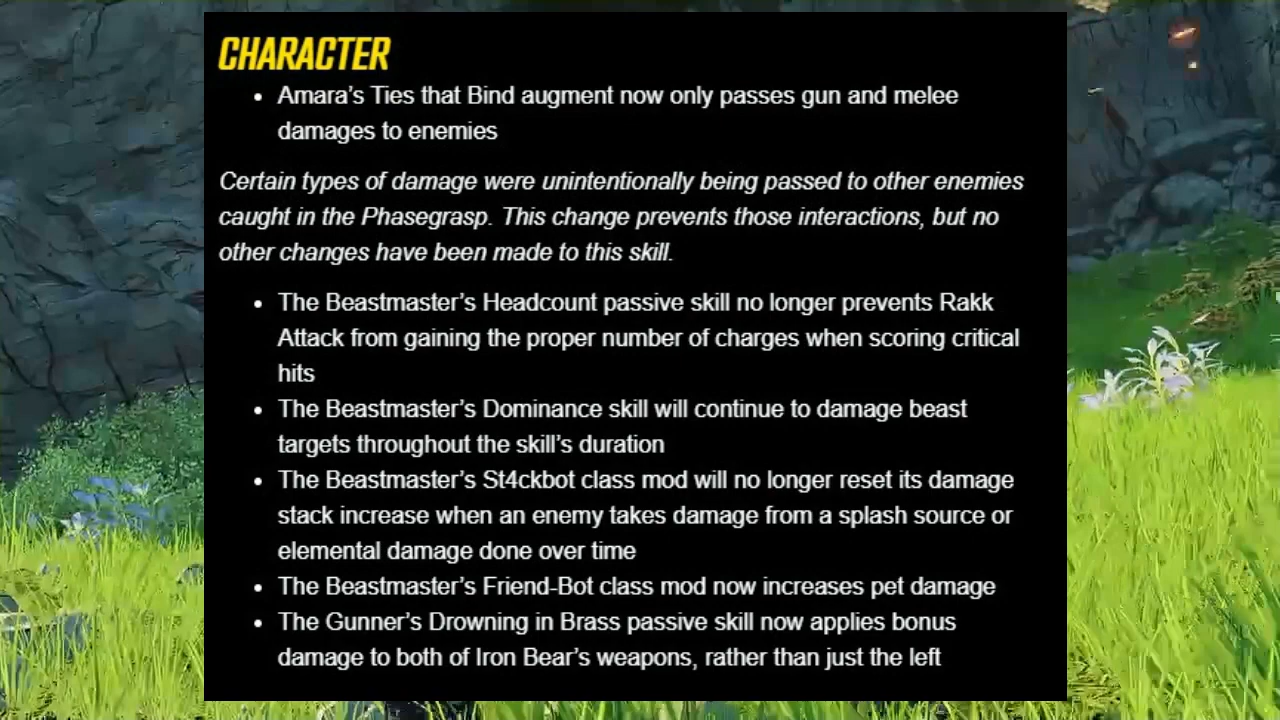 CHARACTER
• Amara's Ties that Bind augment now only passes gun and melee
damages to enemies
Certain types of damage were unintentionally being passed to other enemies
caught in the Phasegrasp. This change prevents those interactions, but no
other changes have been made to this skill.
• The Beastmaster's Headcount passive skill no longer prevents Rakk
Attack from gaining the proper number of charges when scoring critical
hits
• The Beastmaster's Dominance skill will continue to damage beast
targets throughout the skill's duration
• The Beastmaster's St4ckbot class mod will no longer reset its damage
stack increase when an enemy takes damage from a splash source or
elemental damage done over time
• The Beastmaster's Friend-Bot class mod now increases pet damage
• The Gunner's Drowning in Brass passive skill now applies bonus
damage to both of Iron Bear's weapons, rather than just the left